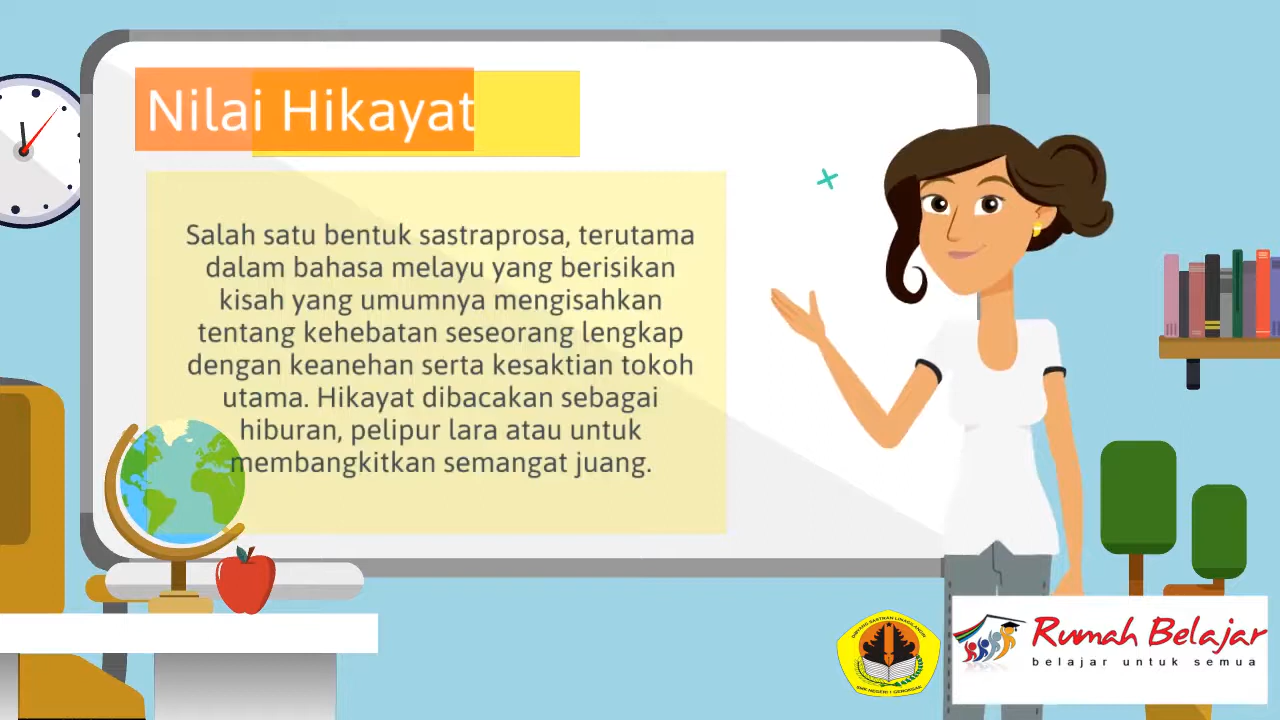 Nilai Hikayat
Salah satu bentuk sastraprosa, terutama
dalam bahasa melayu yang berisikan
kisah yang umumnya mengisahkan
tentang kehebatan seseorang lengkap
dengan keanehan serta kesaktian tokoh
utama. Hikayat dibacakan sebagai
hiburan, pelipur lara atau untuk
membangkitkan semangat juang.
Rumah Belajar
belajar untuk semua